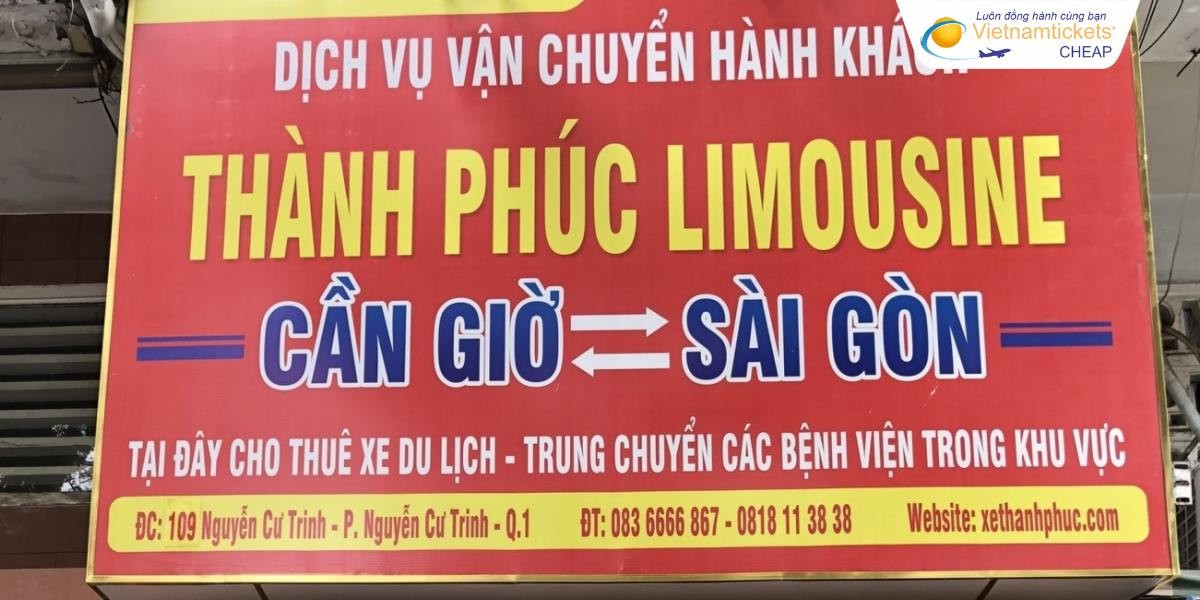 Luôn đồng hành cùng bạn
Vietnamtickets
CHEAP
DỊCH VỤ VẬN CHUYỂN HÀNH
THÀNH PHÚC LIMOUSINE
CẦN GIỜ SÀI GÒN
TẠI ĐÂY CHO THUÊ XE DU LỊCH - TRUNG CHUYỂN CÁC BỆNH VIỆN TRONG KHU VỰC
ĐC: 109 Nguyễn Cư Trinh - P. Nguyễn Cư Trinh - Q.1 ĐT: 083 6666 867 - 0818 11 38 38 Website: xethanhphuc.com